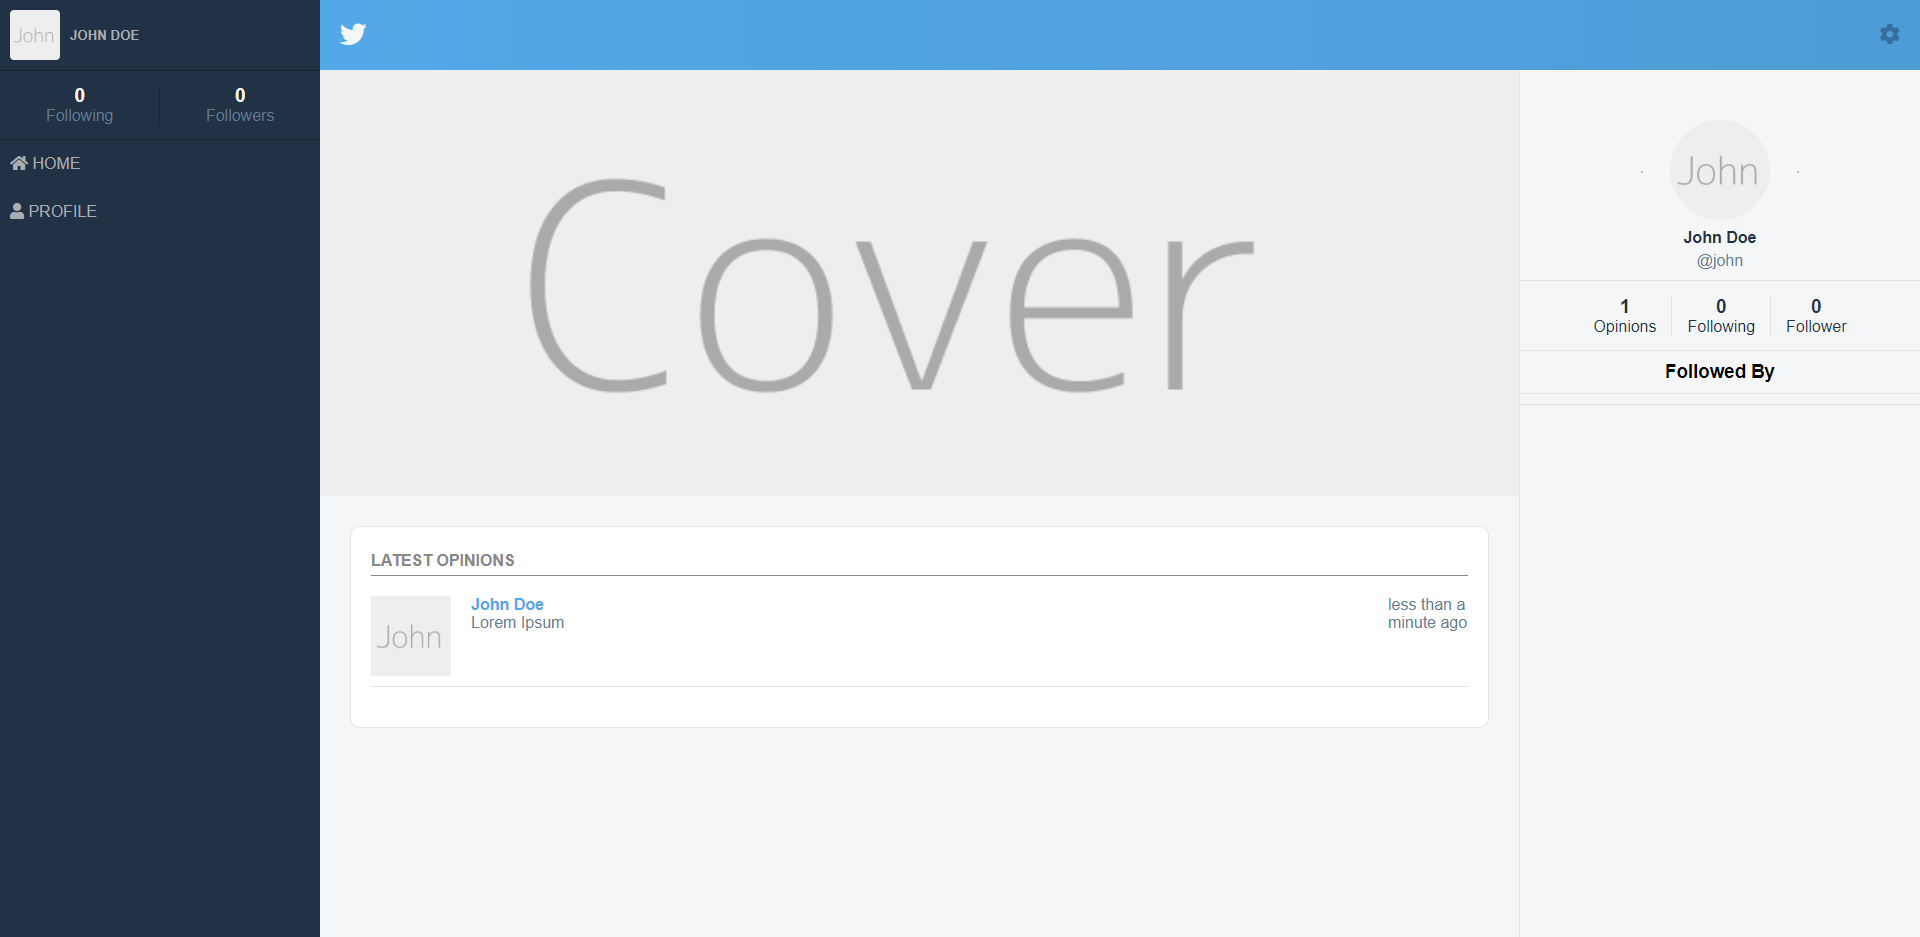 John
JOHN DOE
0
Following
0
Followers
HOME
PROFILE
Cover
LATEST OPINIONS
John
John Doe
Lorem Ipsum
less than a
minute ago
John
John Doe
@john
1
Opinions
0
Following
0
Follower
Followed By